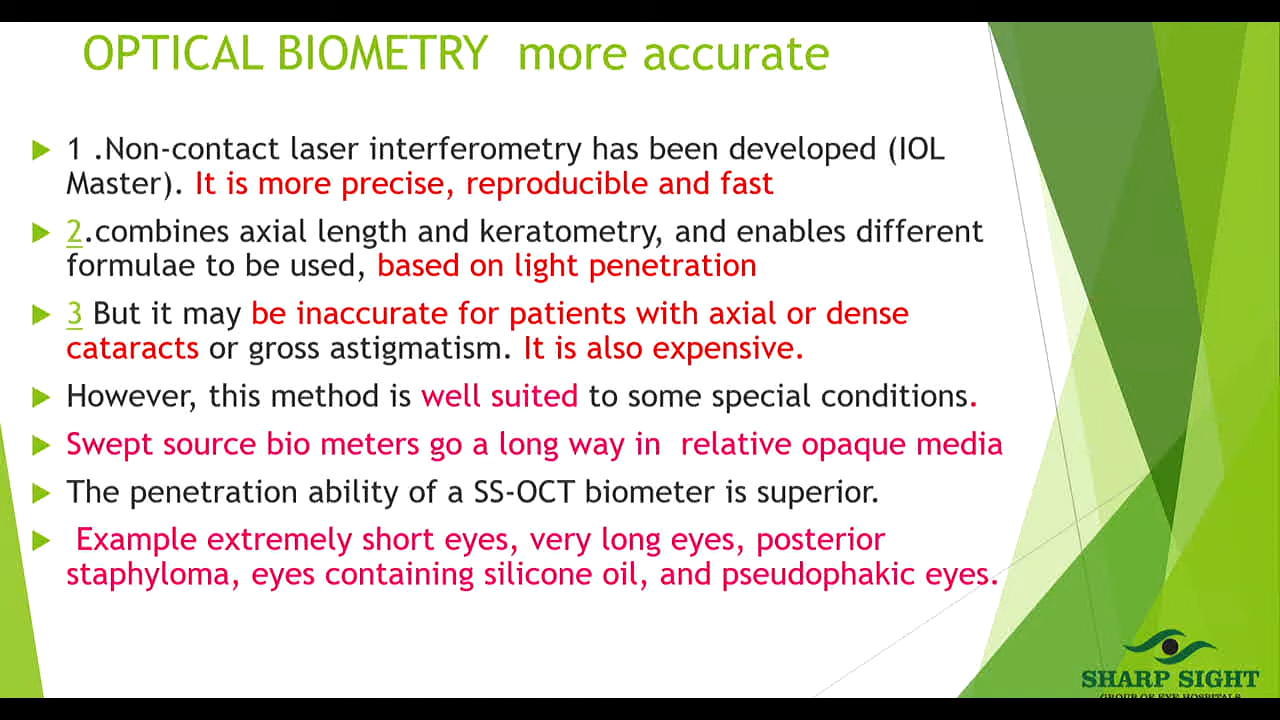 OPTICAL BIOMETRY more accurate
1 .Non-contact laser interferometry has been developed (IOL
Master). It is more precise, reproducible and fast
2.combines axial length and keratometry, and enables different
formulae to be used, based on light penetration
3 But it may be inaccurate for patients with axial or dense
cataracts or gross astigmatism. It is also expensive.
However, this method is well suited to some special conditions.
Swept source bio meters go a long way in relative opaque media
The penetration ability of a SS-OCT biometer is superior.
Example extremely short eyes, very long eyes, posterior
staphyloma, eyes containing silicone oil, and pseudophakic eyes.
SHARP SIGHT
GROUP OF EYE HOSPITALS